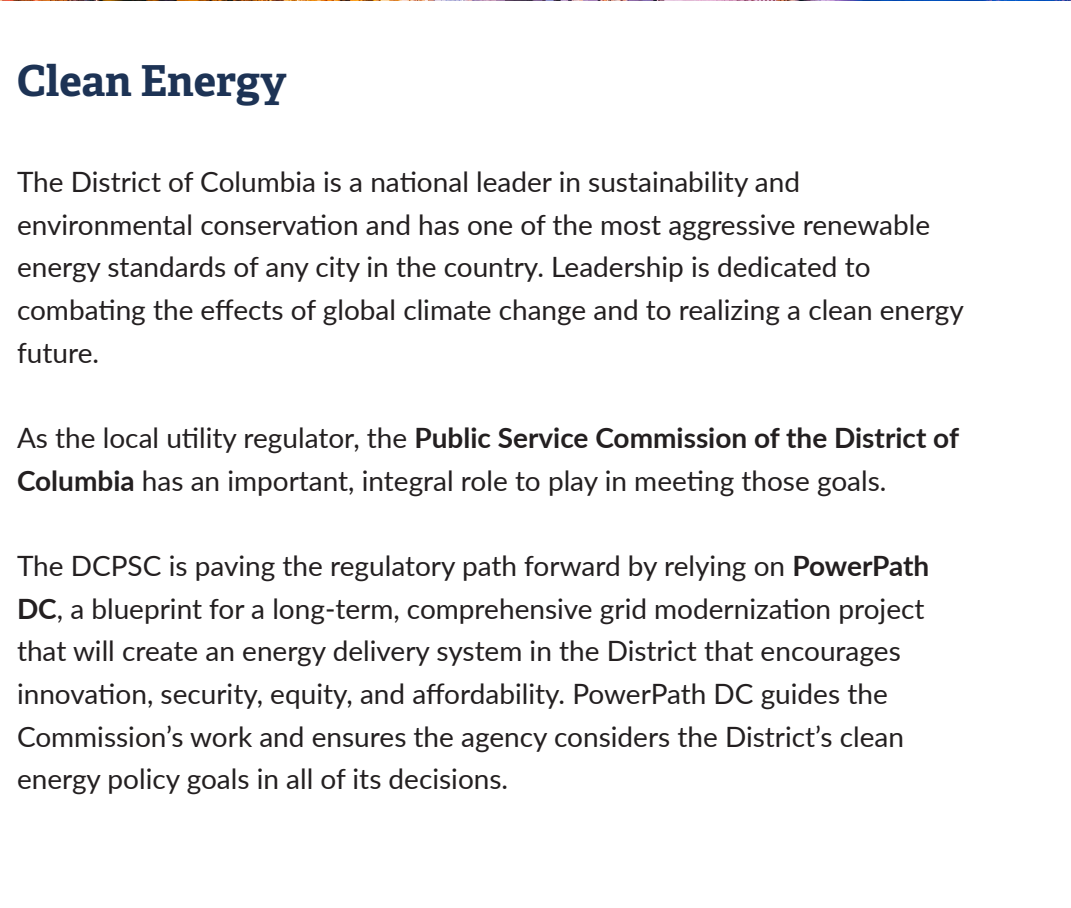 Clean Energy
The District of Columbia is a national leader in sustainability and
environmental conservation and has one of the most aggressive renewable
energy standards of any city in the country. Leadership is dedicated to
combating the effects of global climate change and to realizing a clean energy
future.
As the local utility regulator, the Public Service Commission of the District of
Columbia has an important, integral role to play in meeting those goals.
The DCPSC is paving the regulatory path forward by relying on PowerPath
DC, a blueprint for a long-term, comprehensive grid modernization project
that will create an energy delivery system in the District that encourages
innovation, security, equity, and affordability. PowerPath DC guides the
Commission’s work and ensures the agency considers the District’s clean
energy policy goals in all of its decisions.